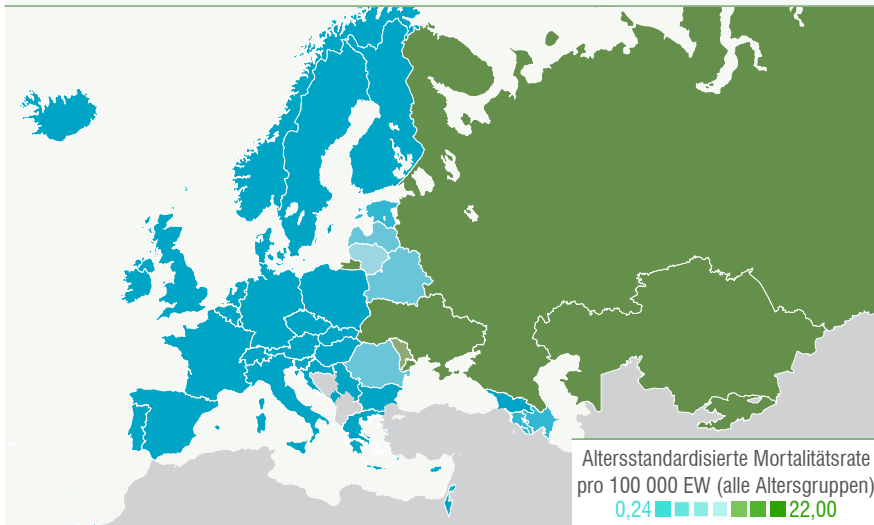 Altersstandardisierte Mortalitätsrate
pro 100 000 EW (alle Altersgruppen)
0,24 22,00